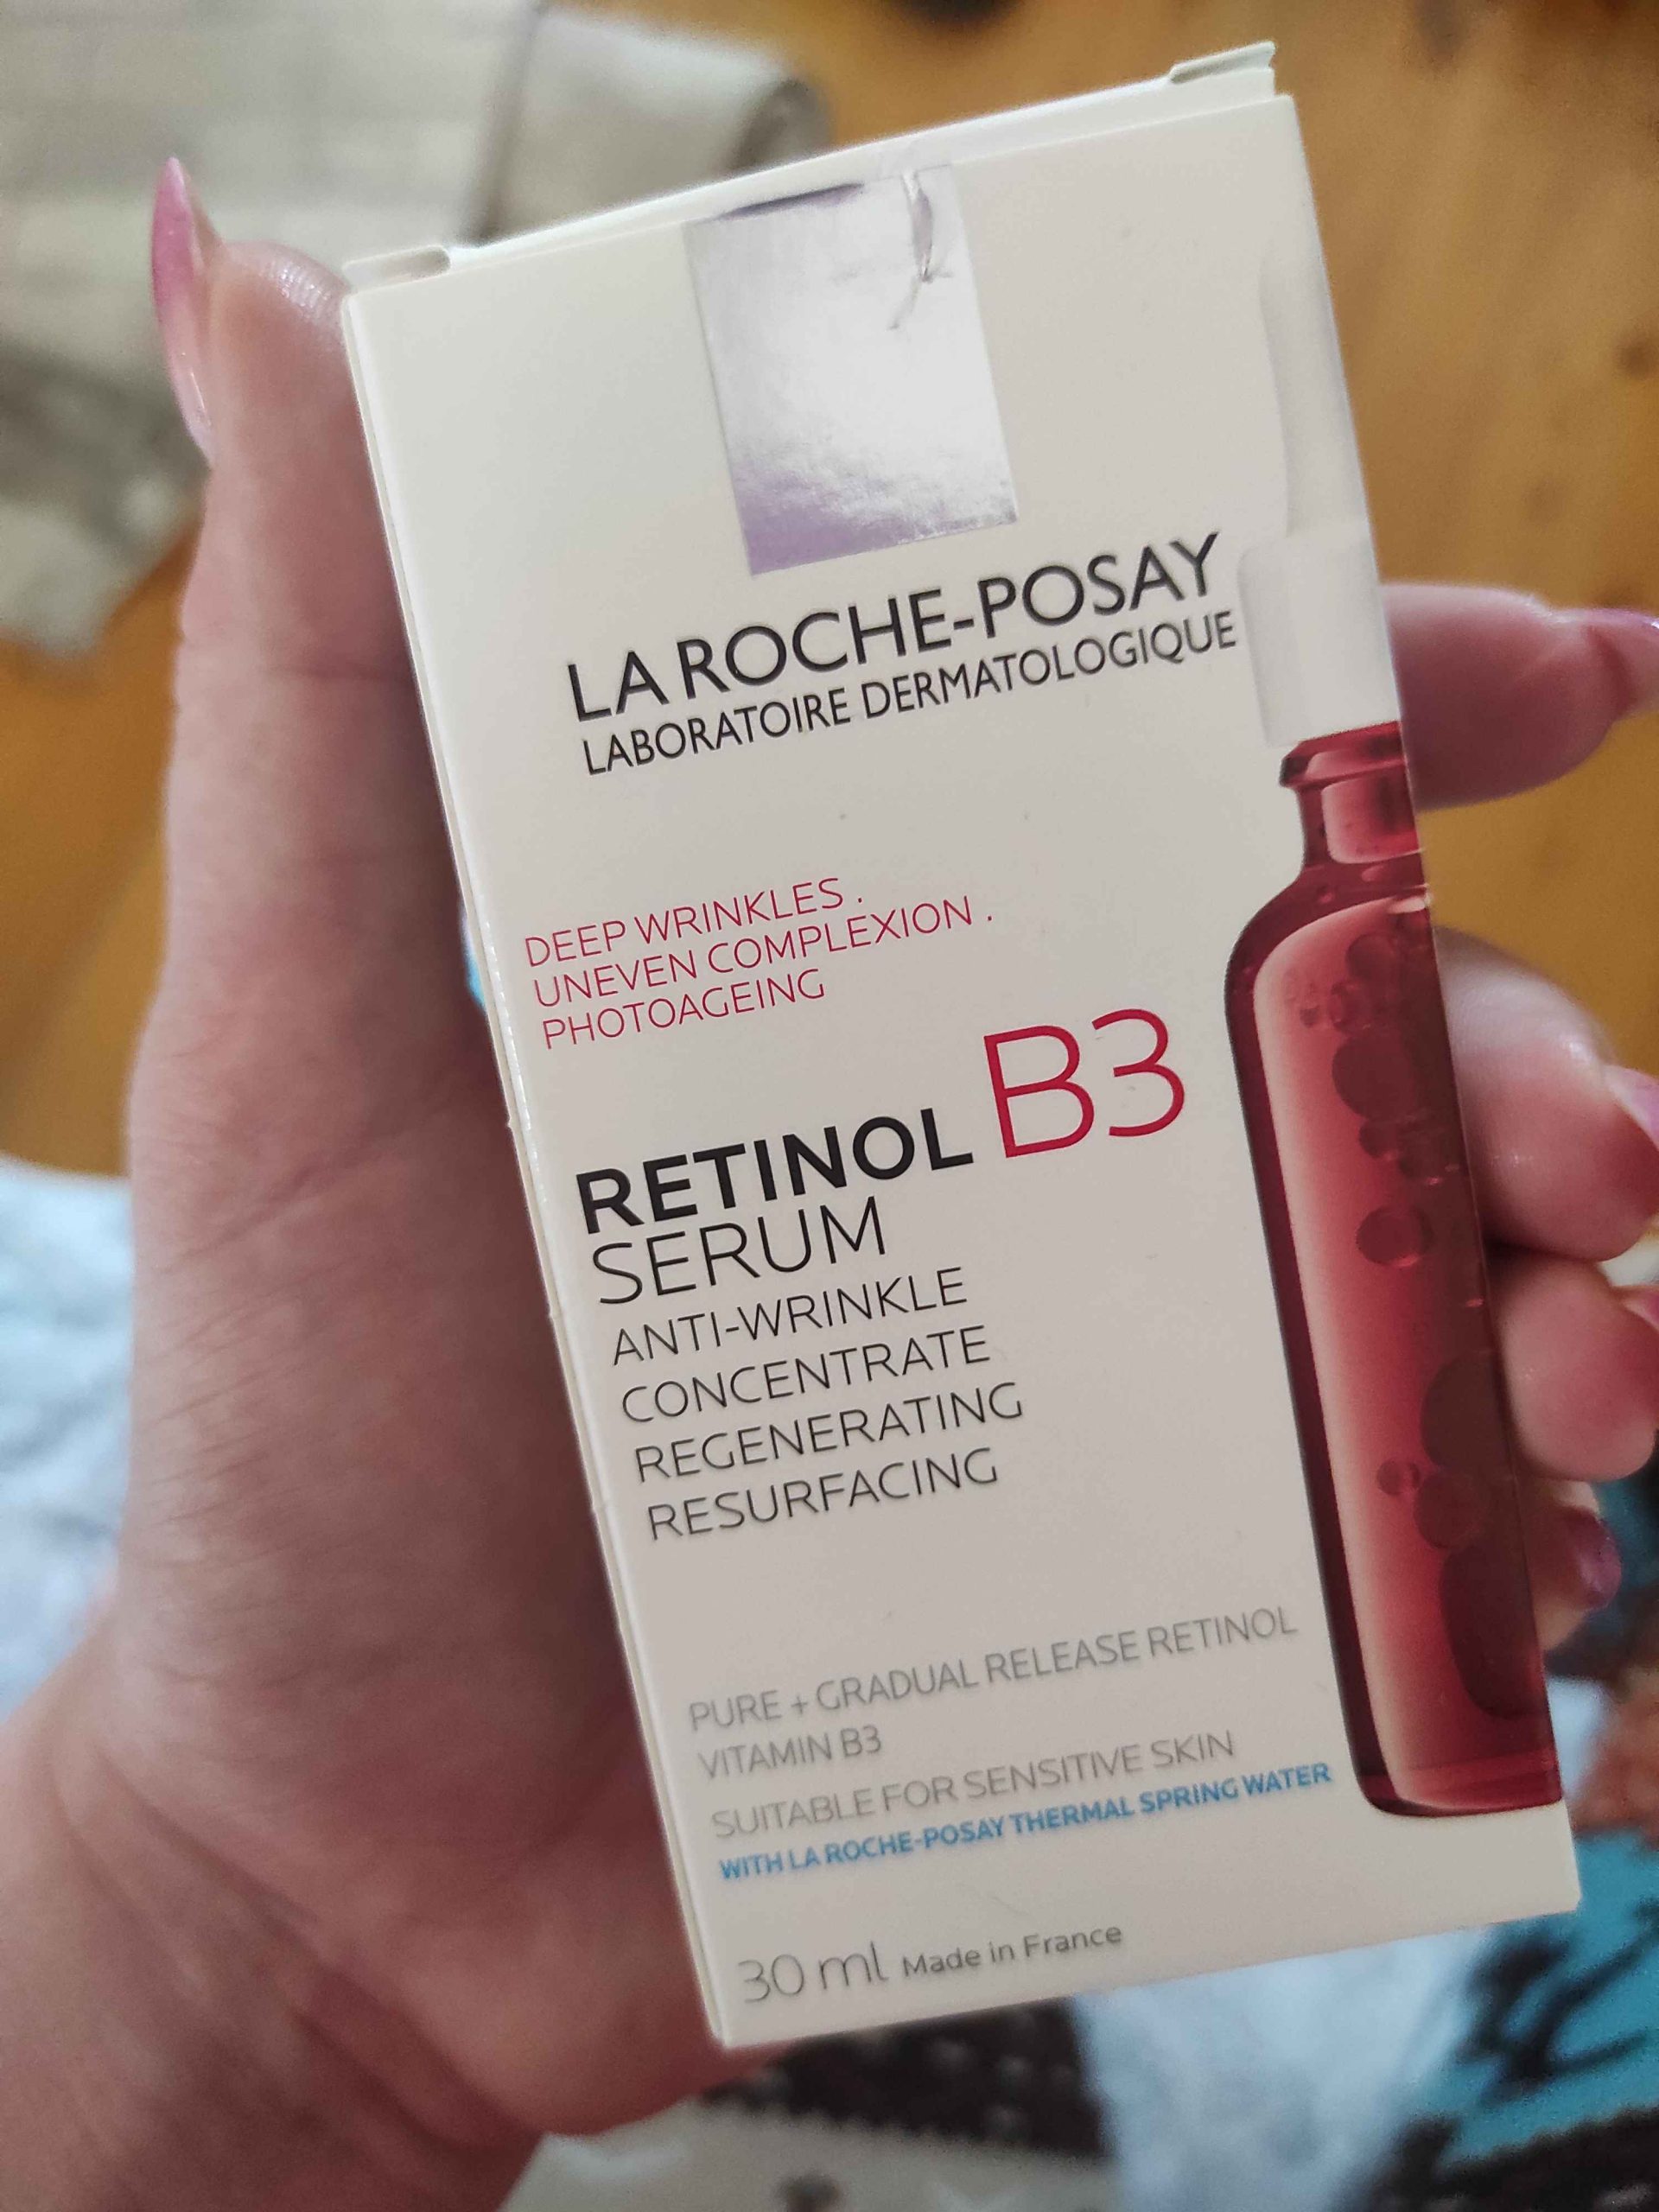 LA ROCHE-POSAY
LABORATOIRE DERMATOLOGIQUE
DEEP WRINKLES .
UNEVEN COMPLEXION .
PHOTOAGEING
RETINOL B3
SERUM
ANTI-WRINKLE
CONCENTRATE
REGENERATING
RESURFACING
PURE + GRADUAL RELEASE RETINOL
VITAMIN B3
SUITABLE FOR SENSITIVE SKIN
WITH LA ROCHE-POSAY THERMAL SPRING WATER
30 ml Made in France